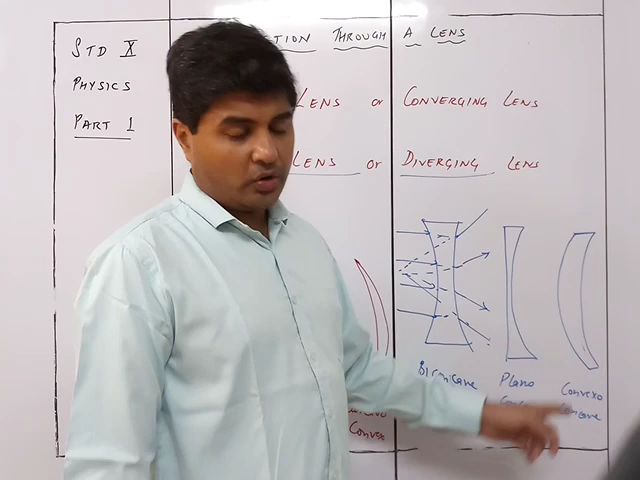 STD X
PHYSICS
PART 1
TION THROUGH A LENS
LENS or CONVERGING LENS
LENS or DIVERGING LENS
Biconcave
Plano
Convexo
Concave
Convex